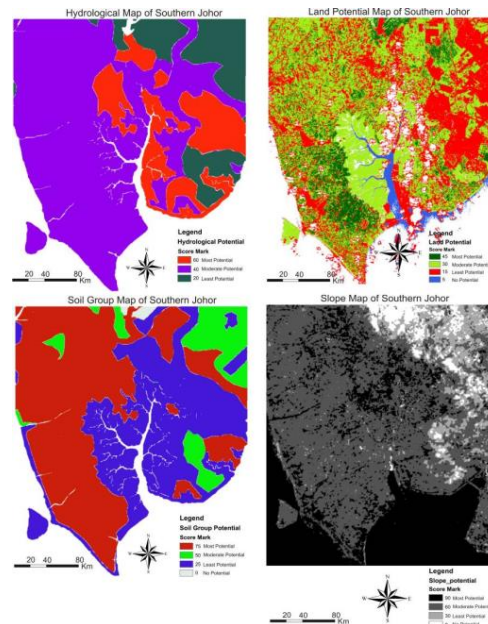 Hydrological Map of Southern Johor
Legend
Hydrological Potential
Score Mark
60 Most Potential
40 Moderate Potential
20 Least Potential
N
W E
S
20 40 80
Km
Land Potential Map of Southern Johor
Legend
Land Potential
Score Mark
45 Most Potential
30 Moderate Potential
15 Least Potential
5 No Potential
20 40 80
Km
Soil Group Map of Southern Johor
Legend
Soil Group Potential
Score Mark
75 Most Potential
50 Moderate Potential
25 Least Potential
0 No Potential
N
W E
S
20 40 80
Km
Slope Map of Southern Johor
Legend
Slope_potential
Score Mark
90 Most Potential
60 Moderate Potential
30 Least Potential
N
W E
S
20 40 80
Km